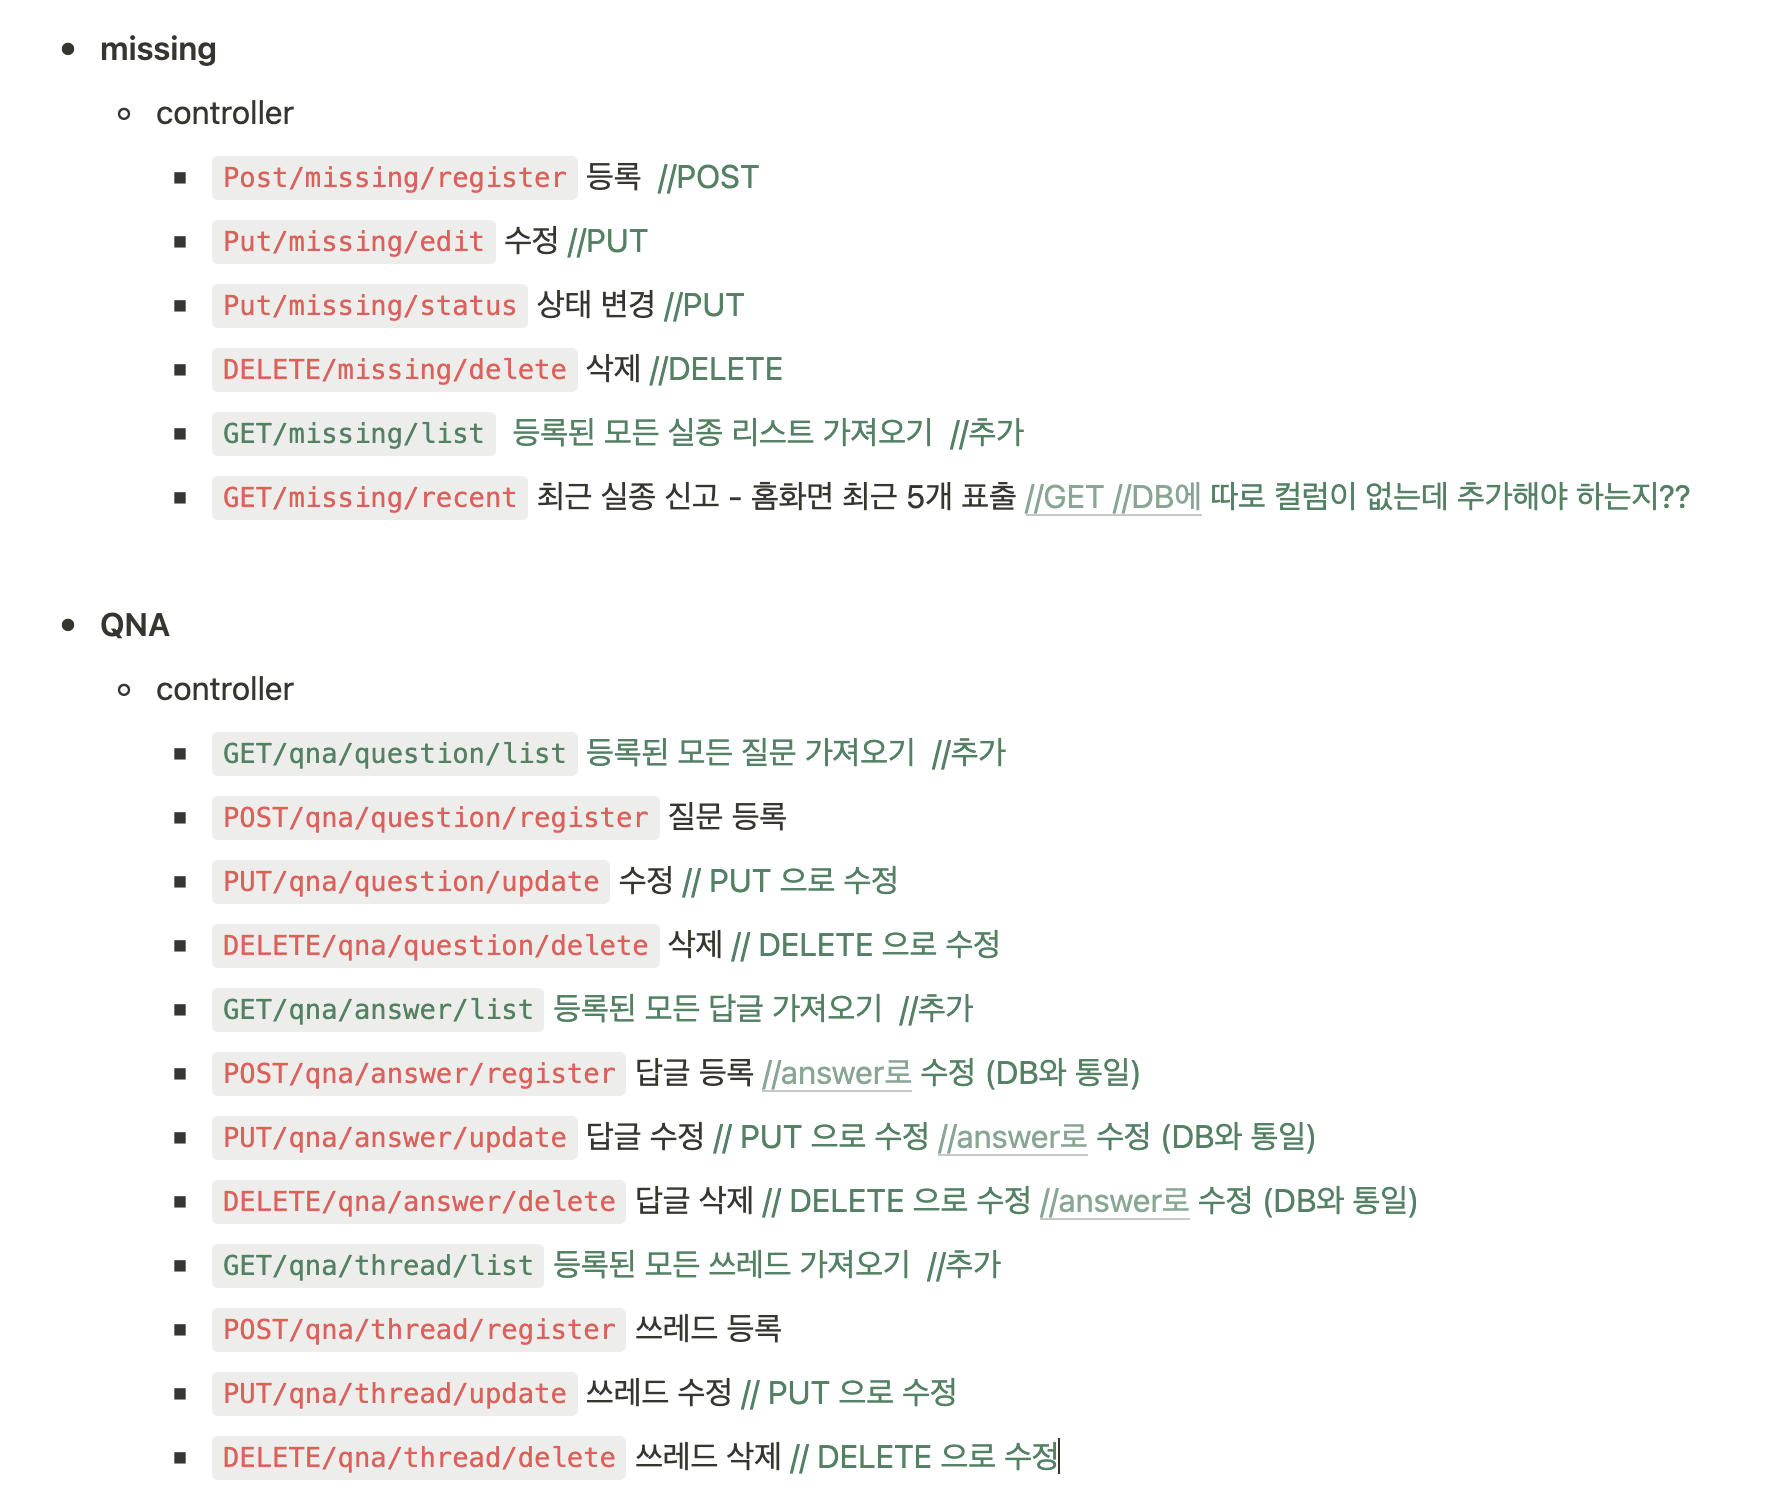 missing
controller
Post/missing/register 등록 //POST
Put/missing/edit 수정 //PUT
Put/missing/status 상태 변경 //PUT
DELETE/missing/delete 삭제 //DELETE
GET/missing/list 등록된 모든 실종 리스트 가져오기 //추가
GET/missing/recent 최근 실종 신고 - 홈화면 최근 5개 표출 //GET //DB에 따로 컬럼이 없는데 추가해야 하는지??
QNA
controller
GET/qna/question/list 등록된 모든 질문 가져오기 //추가
POST/qna/question/register 질문 등록
PUT/qna/question/update 수정 // PUT 으로 수정
DELETE/qna/question/delete 삭제 // DELETE 으로 수정
GET/qna/answer/list 등록된 모든 답글 가져오기 //추가
POST/qna/answer/register 답글 등록 //answer로 수정 (DB와 통일)
PUT/qna/answer/update 답글 수정 // PUT 으로 수정 //answer로 수정 (DB와 통일)
DELETE/qna/answer/delete 답글 삭제 // DELETE 으로 수정 //answer로 수정 (DB와 통일)
GET/qna/thread/list 등록된 모든 쓰레드 가져오기 //추가
POST/qna/thread/register 쓰레드 등록
PUT/qna/thread/update 쓰레드 수정 // PUT 으로 수정
DELETE/qna/thread/delete 쓰레드 삭제 // DELETE 으로 수정